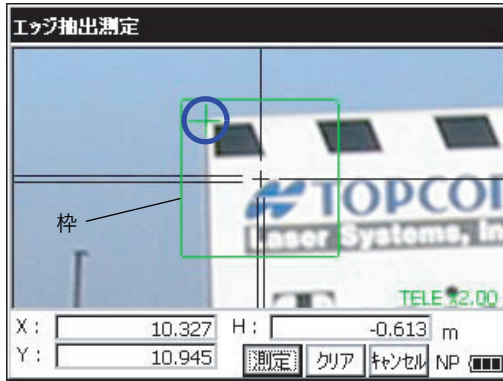 エッジ抽出測定
枠
TOPCO
Laser Systems, In
TELE x2.00
X : 10.327 H : -0.613 m
Y : 10.945 測定 クリア キャンセル NP